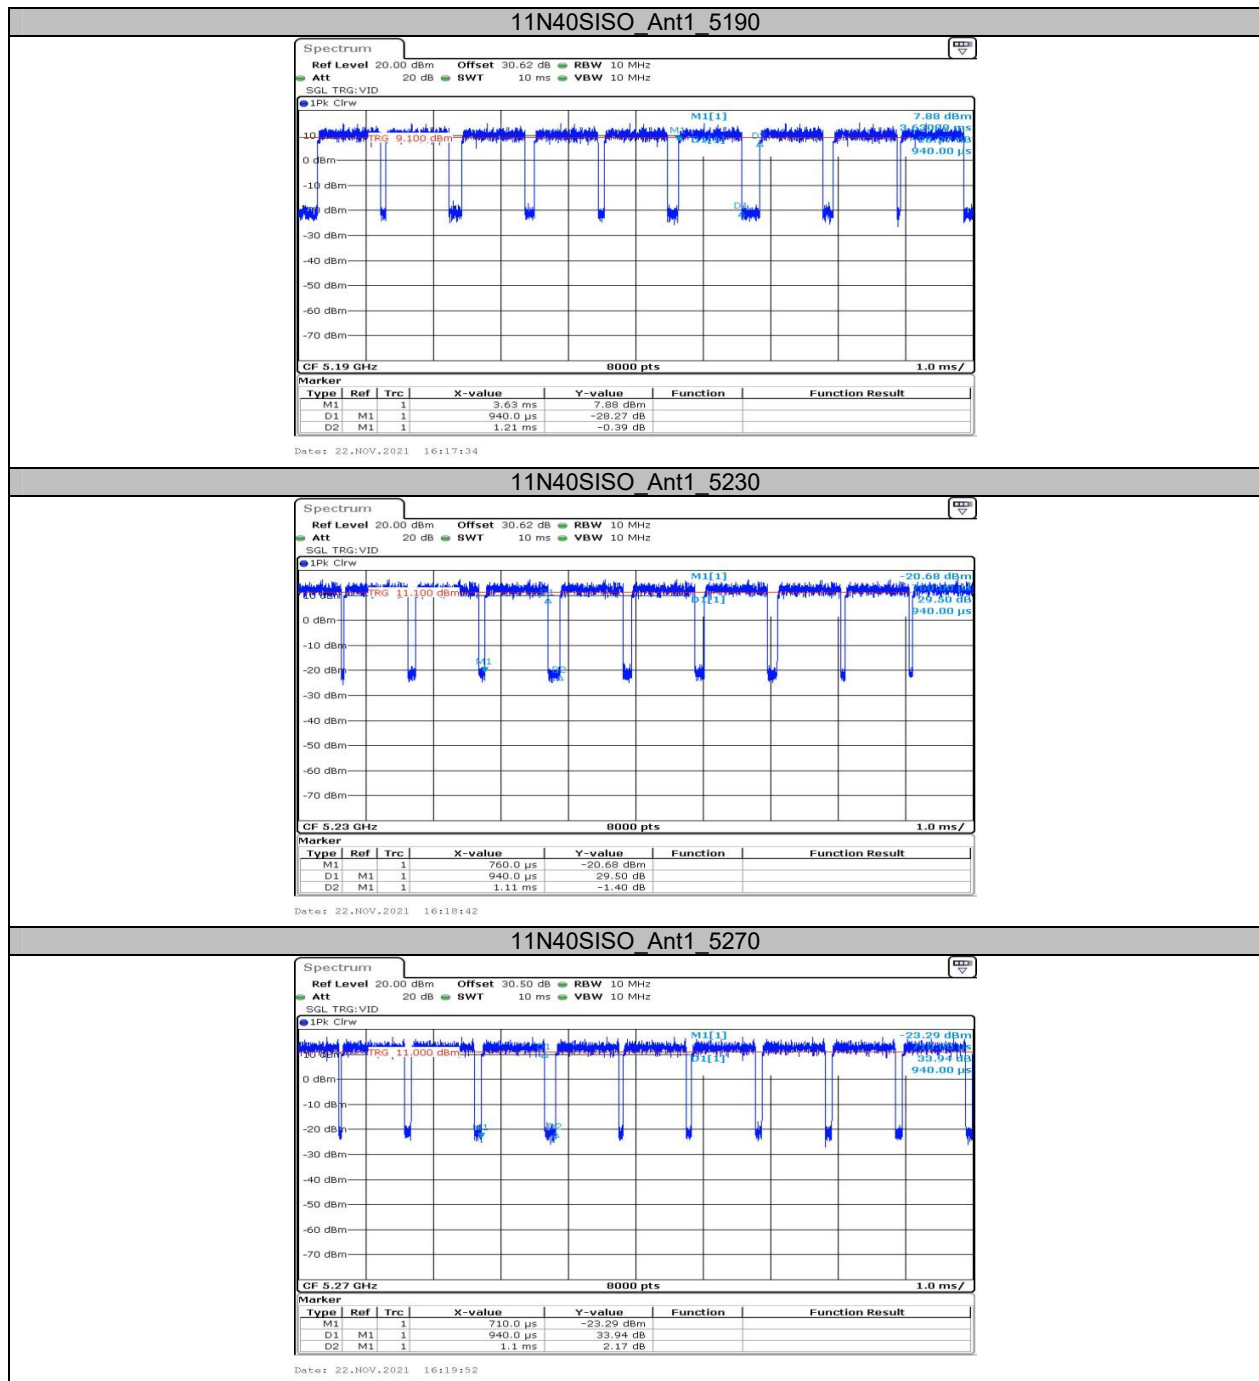 11N40SISO_Ant1_5190
Spectrum
Ref Level 20.00 dBm Offset 30.62 dB RBW 10 MHz
Att 20 dB SWT 10 ms VBW 10 MHz
SGL TRG:VID
1Pk Clrw
M1[1] 7.88 dBm
TRG 9.100 dBm
940.00 µs
0 dBm
-10 dBm
-30 dBm
-40 dBm
-50 dBm
-60 dBm
-70 dBm
CF 5.19 GHz 8000 pts 1.0 ms/
Marker
Type Ref Trc X-value Y-value Function Function Result
M1 1 3.63 ms 7.88 dBm
D1 M1 1 940.0 µs -28.27 dB
D2 M1 1 1.21 ms -0.39 dB
Date: 22.NOV.2021 16:17:34
11N40SISO_Ant1_5230
Spectrum
Ref Level 20.00 dBm Offset 30.62 dB RBW 10 MHz
Att 20 dB SWT 10 ms VBW 10 MHz
SGL TRG:VID
1Pk Clrw
M1[1] -20.68 dBm
TRG 11.100 dBm
D1[1] 29.50 dB
940.00 µs
0 dBm
-10 dBm
M1
-20 dBm D2
-30 dBm
-40 dBm
-50 dBm
-60 dBm
-70 dBm
CF 5.23 GHz 8000 pts 1.0 ms/
Marker
Type Ref Trc X-value Y-value Function Function Result
M1 1 760.0 µs -20.68 dBm
D1 M1 1 940.0 µs 29.50 dB
D2 M1 1 1.11 ms -1.40 dB
Date: 22.NOV.2021 16:18:42
11N40SISO_Ant1_5270
Spectrum
Ref Level 20.00 dBm Offset 30.50 dB RBW 10 MHz
Att 20 dB SWT 10 ms VBW 10 MHz
SGL TRG:VID
1Pk Clrw
M1[1] -23.29 dBm
TRG 11.000 dBm
D1[1] 33.94 dB
940.00 µs
0 dBm
-10 dBm
-20 dBm
-30 dBm
-40 dBm
-50 dBm
-60 dBm
-70 dBm
CF 5.27 GHz 8000 pts 1.0 ms/
Marker
Type Ref Trc X-value Y-value Function Function Result
M1 1 710.0 µs -23.29 dBm
D1 M1 1 940.0 µs 33.94 dB
D2 M1 1 1.1 ms 2.17 dB
Date: 22.NOV.2021 16:19:52